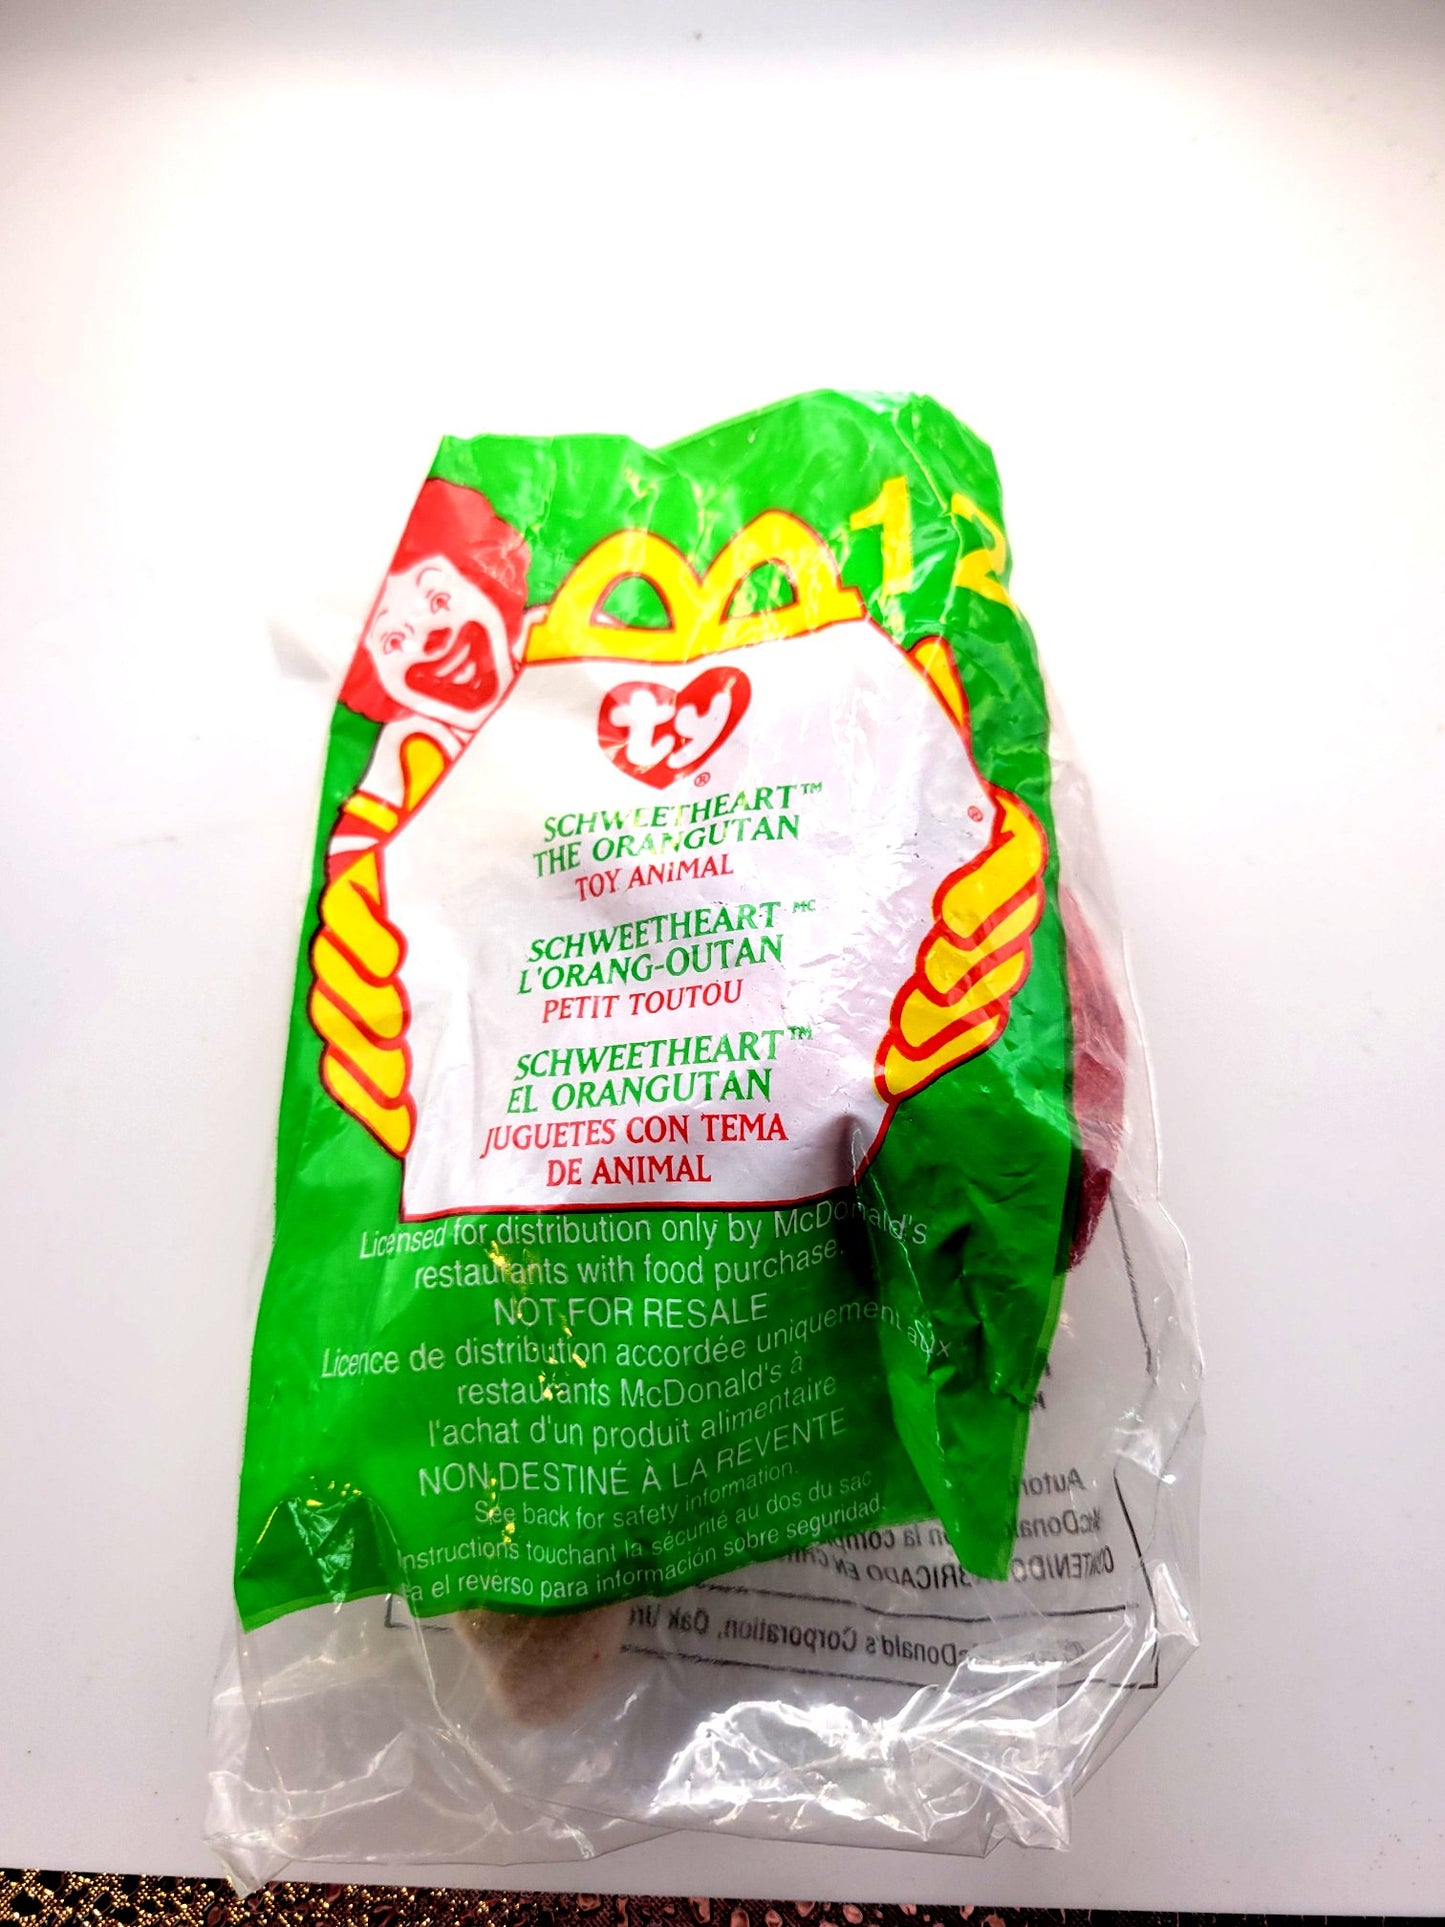 12
ty®
SCHWEETHEART™
THE ORANGUTAN
TOY ANIMAL
®
SCHWEETHEART MC
L'ORANG-OUTAN
PETIT TOUTOU
SCHWEETHEART™
EL ORANGUTAN
JUGUETES CON TEMA
DE ANIMAL
Licensed for distribution only by McDonald's
restaurants with food purchase.
NOT FOR RESALE
Licence de distribution accordée uniquement aux
restaurants McDonald's à
l'achat d'un produit alimentaire
NON DESTINÉ À LA REVENTE
See back for safety information.
Instructions touchant la sécurité au dos du sac
a el reverso para información sobre seguridad.
Corporation, Oak